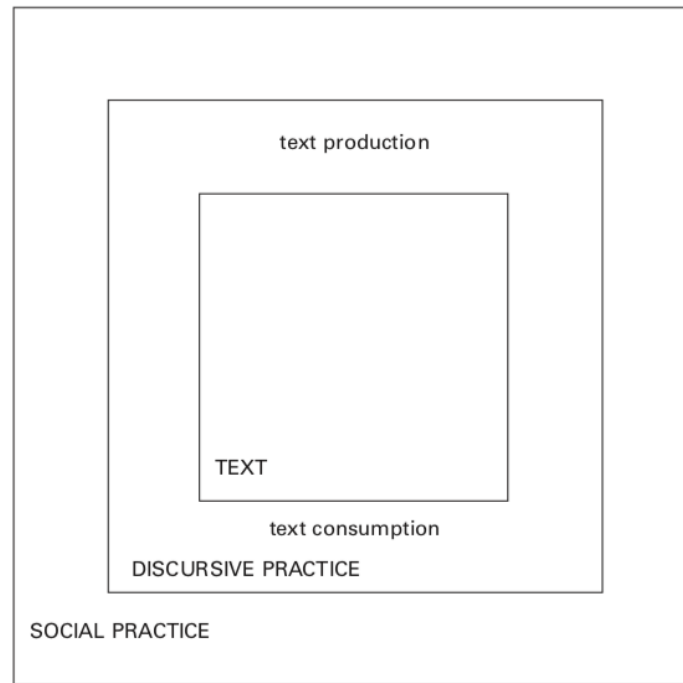 text production
TEXT
text consumption
DISCURSIVE PRACTICE
SOCIAL PRACTICE